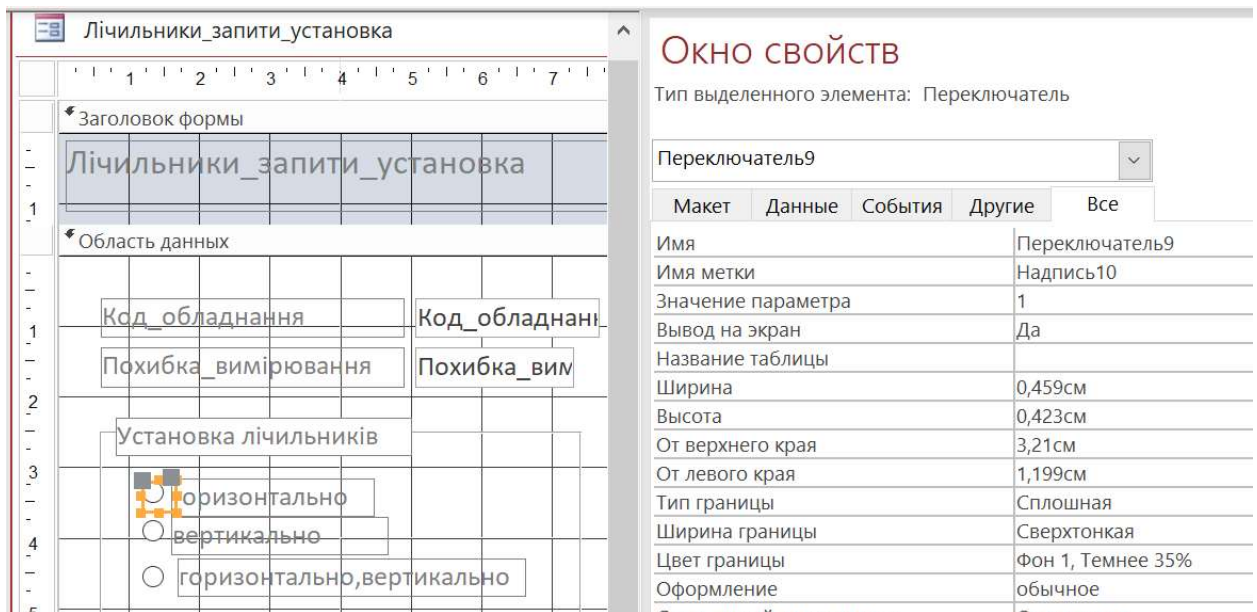 Лічильники_запити_установка
1 2 3 4 5 6 7
Заголовок формы
Лічильники_запити_установка
1
Область данных
Код_обладнання Код_обладнанн
1
Похибка_вимірювання Похибка_вим
2
Установка лічильників
3
горизонтально
вертикально
4
горизонтально,вертикально
Окно свойств
Тип выделенного элемента: Переключатель
Переключатель9
Макет Данные События Другие Все
Имя Переключатель9
Имя метки Надпись10
Значение параметра 1
Вывод на экран Да
Название таблицы
Ширина 0,459см
Высота 0,423см
От верхнего края 3,21см
От левого края 1,199см
Тип границы Сплошная
Ширина границы Сверхтонкая
Цвет границы Фон 1, Темнее 35%
Оформление обычное